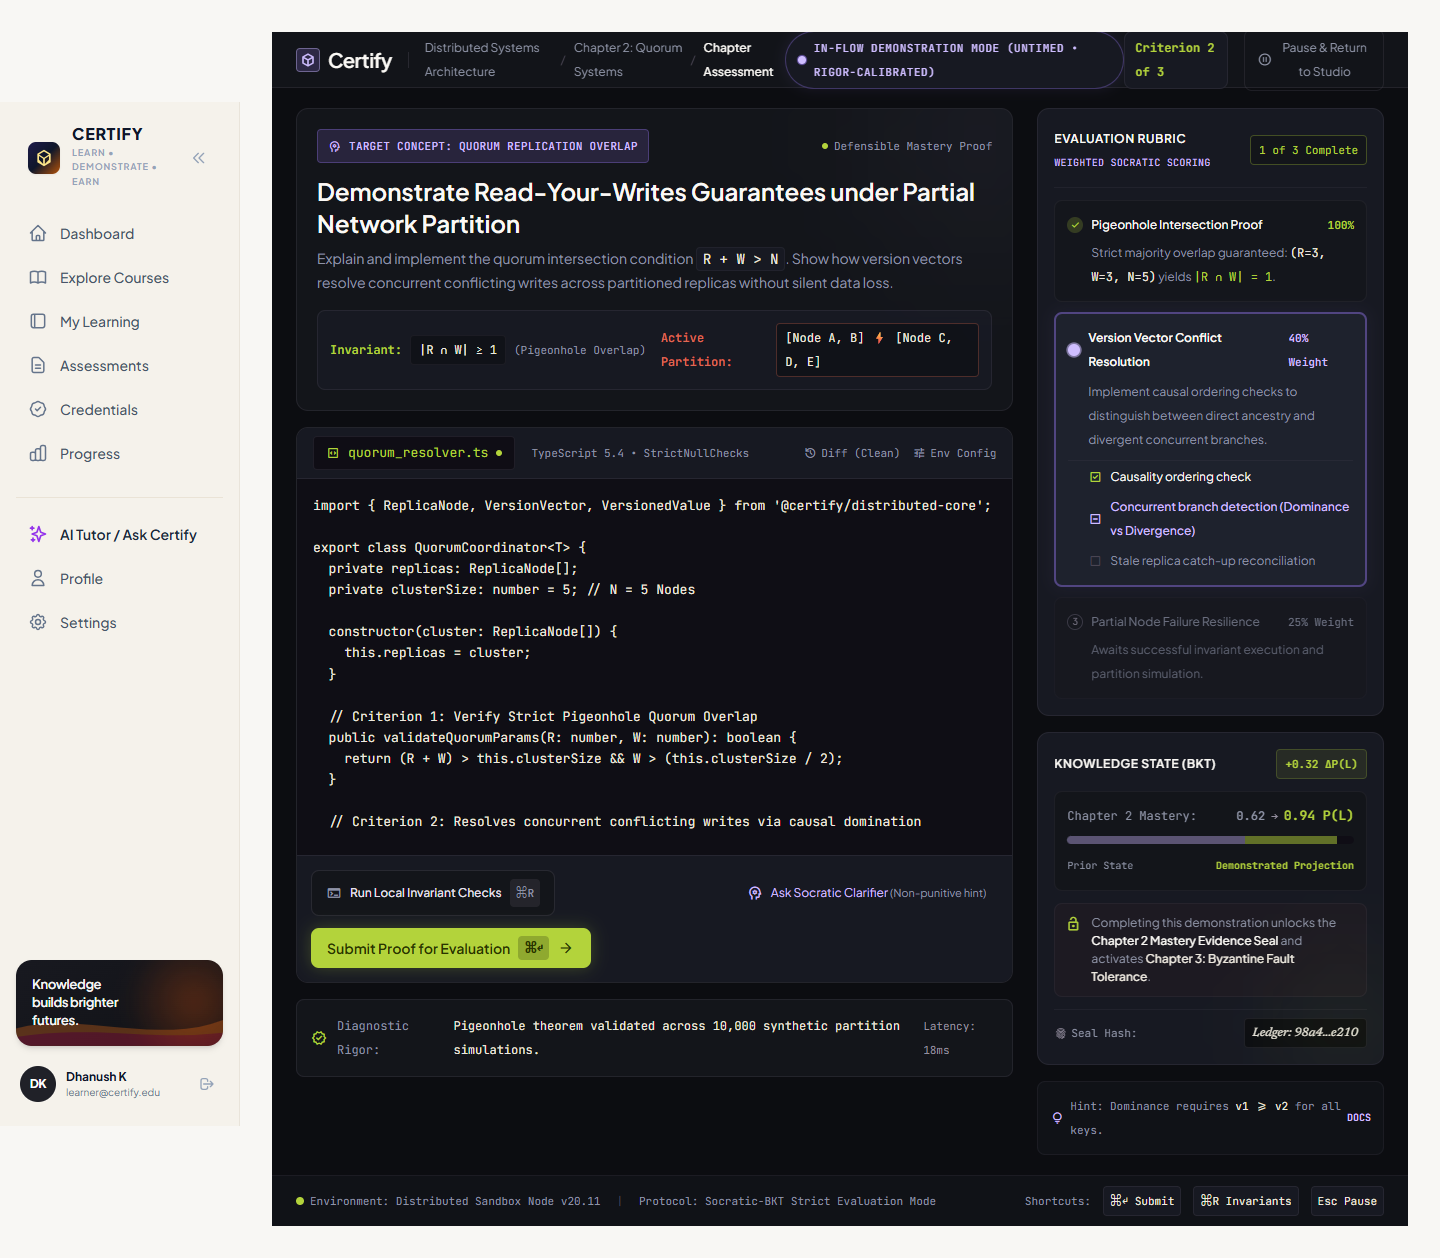 CERTIFY
LEARN •
DEMONSTRATE •
EARN
Dashboard
Explore Courses
My Learning
Assessments
Credentials
Progress
AI Tutor / Ask Certify
Profile
Settings
Knowledge
builds brighter
futures.
DK
Dhanush K
learner@certify.edu
Certify
Distributed Systems
Architecture
/
Chapter 2: Quorum
Systems
/
Chapter
Assessment
IN-FLOW DEMONSTRATION MODE (UNTIMED •
RIGOR-CALIBRATED)
Criterion 2
of 3
Pause & Return
to Studio
TARGET CONCEPT: QUORUM REPLICATION OVERLAP
Defensible Mastery Proof
Demonstrate Read-Your-Writes Guarantees under Partial
Network Partition
Explain and implement the quorum intersection condition R + W > N . Show how version vectors
resolve concurrent conflicting writes across partitioned replicas without silent data loss.
Invariant: |R ∩ W| ≥ 1 (Pigeonhole Overlap)
Active
Partition:
[Node A, B] ⚡ [Node C,
D, E]
quorum_resolver.ts
TypeScript 5.4 • StrictNullChecks
Diff (Clean)
Env Config
import { ReplicaNode, VersionVector, VersionedValue } from '@certify/distributed-core';
export class QuorumCoordinator<T> {
private replicas: ReplicaNode[];
private clusterSize: number = 5; // N = 5 Nodes
constructor(cluster: ReplicaNode[]) {
this.replicas = cluster;
}
// Criterion 1: Verify Strict Pigeonhole Quorum Overlap
public validateQuorumParams(R: number, W: number): boolean {
return (R + W) > this.clusterSize && W > (this.clusterSize / 2);
}
// Criterion 2: Resolves concurrent conflicting writes via causal domination
Run Local Invariant Checks ⌘R
Ask Socratic Clarifier (Non-punitive hint)
Submit Proof for Evaluation ⌘↵ →
Diagnostic
Rigor:
Pigeonhole theorem validated across 10,000 synthetic partition
simulations.
Latency:
18ms
EVALUATION RUBRIC
WEIGHTED SOCRATIC SCORING
1 of 3 Complete
Pigeonhole Intersection Proof 100%
Strict majority overlap guaranteed: (R=3,
W=3, N=5) yields |R ∩ W| = 1.
Version Vector Conflict
Resolution
40%
Weight
Implement causal ordering checks to
distinguish between direct ancestry and
divergent concurrent branches.
Causality ordering check
Concurrent branch detection (Dominance
vs Divergence)
Stale replica catch-up reconciliation
3 Partial Node Failure Resilience 25% Weight
Awaits successful invariant execution and
partition simulation.
KNOWLEDGE STATE (BKT)
+0.32 ΔP(L)
Chapter 2 Mastery: 0.62 → 0.94 P(L)
Prior State Demonstrated Projection
Completing this demonstration unlocks the
Chapter 2 Mastery Evidence Seal and
activates Chapter 3: Byzantine Fault
Tolerance.
Seal Hash: Ledger: 98a4...e210
Hint: Dominance requires v1 ⩾ v2 for all
keys.
DOCS
Environment: Distributed Sandbox Node v20.11 | Protocol: Socratic-BKT Strict Evaluation Mode
Shortcuts: ⌘↵ Submit ⌘R Invariants Esc Pause